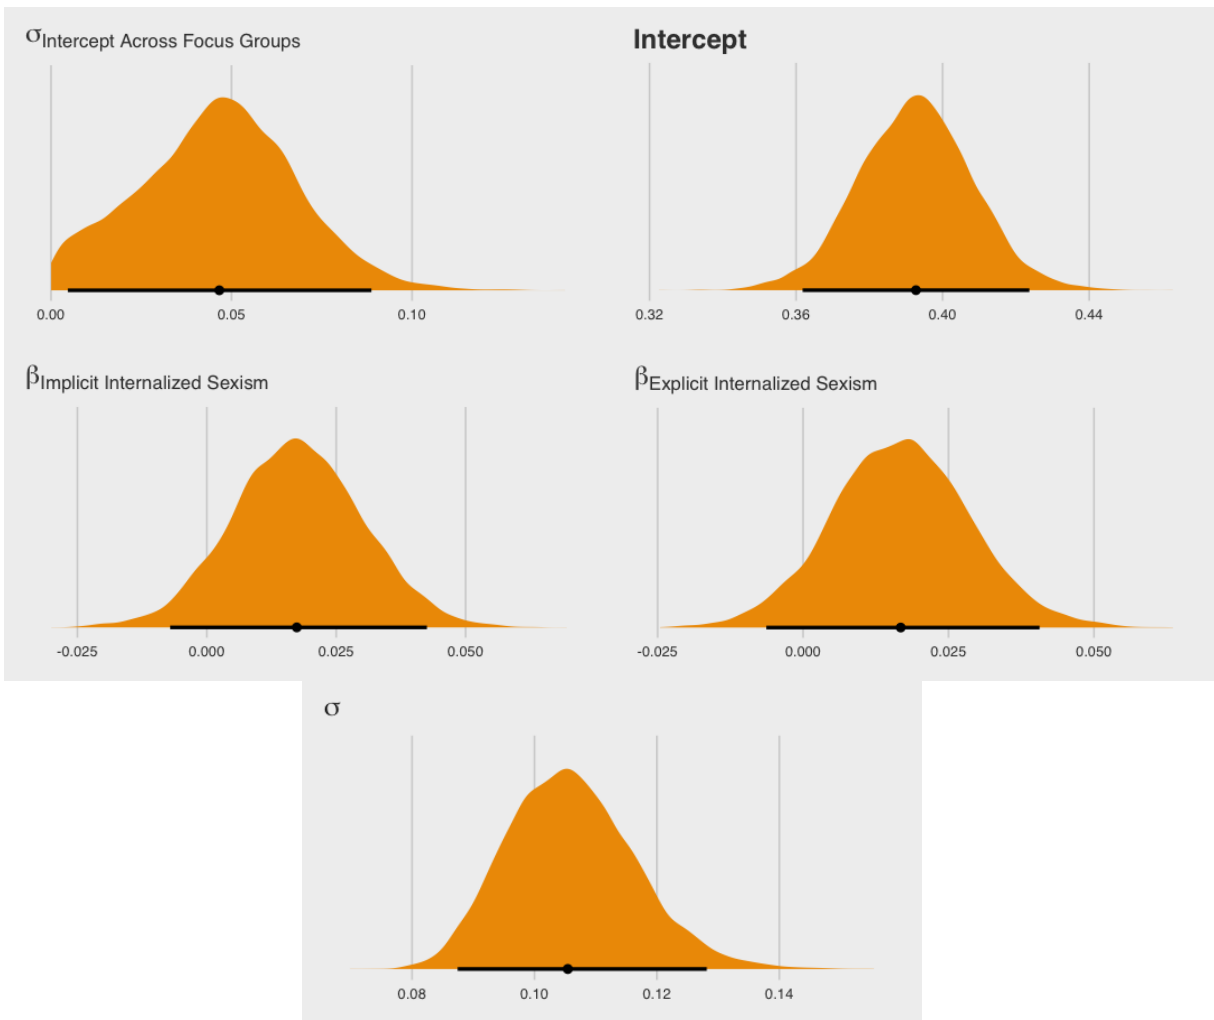 σIntercept Across Focus Groups
Intercept
0.00 0.05 0.10
0.32 0.36 0.40 0.44
βImplicit Internalized Sexism
βExplicit Internalized Sexism
-0.025 0.000 0.025 0.050
-0.025 0.000 0.025 0.050
σ
0.08 0.10 0.12 0.14